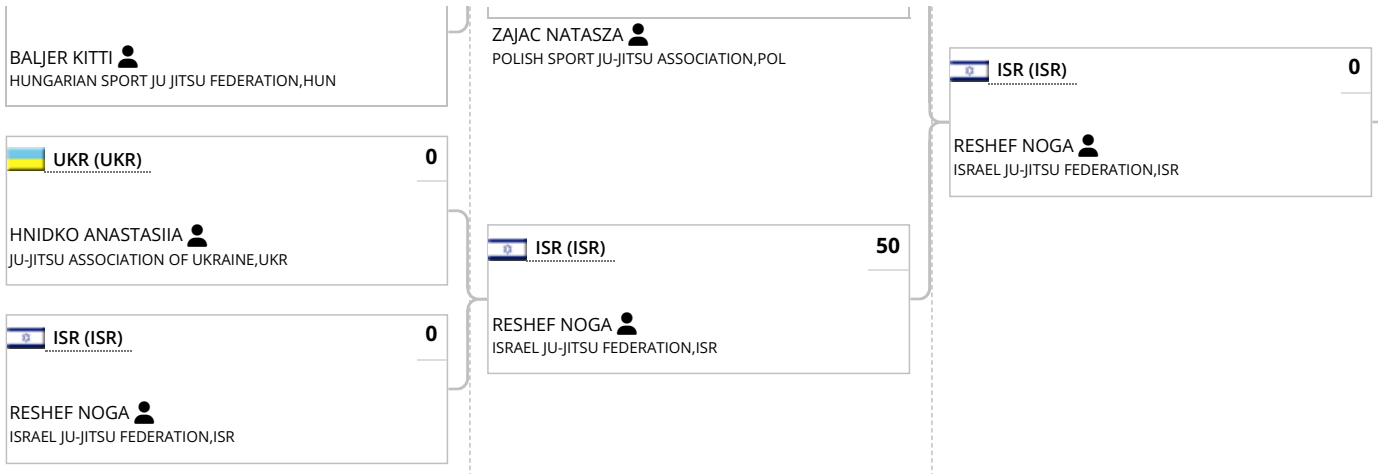 BALJER KITTI
HUNGARIAN SPORT JU JITSU FEDERATION,HUN
UKR (UKR) 0
HNIDKO ANASTASIIA
JU-JITSU ASSOCIATION OF UKRAINE,UKR
ISR (ISR) 0
RESHEF NOGA
ISRAEL JU-JITSU FEDERATION,ISR
ZAJAC NATASZA
POLISH SPORT JU-JITSU ASSOCIATION,POL
ISR (ISR) 50
RESHEF NOGA
ISRAEL JU-JITSU FEDERATION,ISR
ISR (ISR) 0
RESHEF NOGA
ISRAEL JU-JITSU FEDERATION,ISR